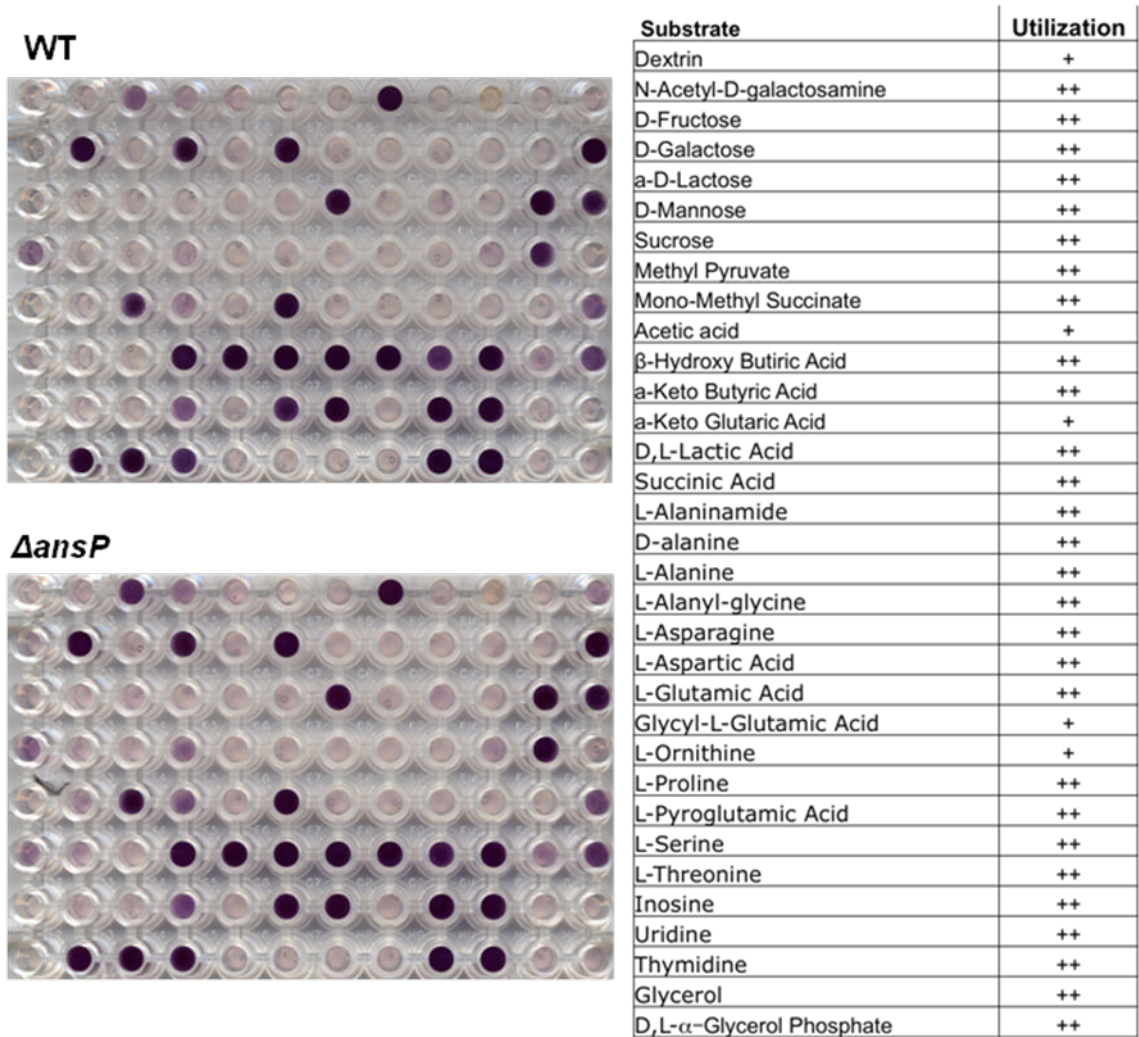 WT
ΔansP
Substrate Utilization
Dextrin +
N-Acetyl-D-galactosamine ++
D-Fructose ++
D-Galactose ++
a-D-Lactose ++
D-Mannose ++
Sucrose ++
Methyl Pyruvate ++
Mono-Methyl Succinate ++
Acetic acid +
β-Hydroxy Butiric Acid ++
a-Keto Butyric Acid ++
a-Keto Glutaric Acid +
D,L-Lactic Acid ++
Succinic Acid ++
L-Alaninamide ++
D-alanine ++
L-Alanine ++
L-Alanyl-glycine ++
L-Asparagine ++
L-Aspartic Acid ++
L-Glutamic Acid ++
Glycyl-L-Glutamic Acid +
L-Ornithine +
L-Proline ++
L-Pyroglutamic Acid ++
L-Serine ++
L-Threonine ++
Inosine ++
Uridine ++
Thymidine ++
Glycerol ++
D,L-α-Glycerol Phosphate ++